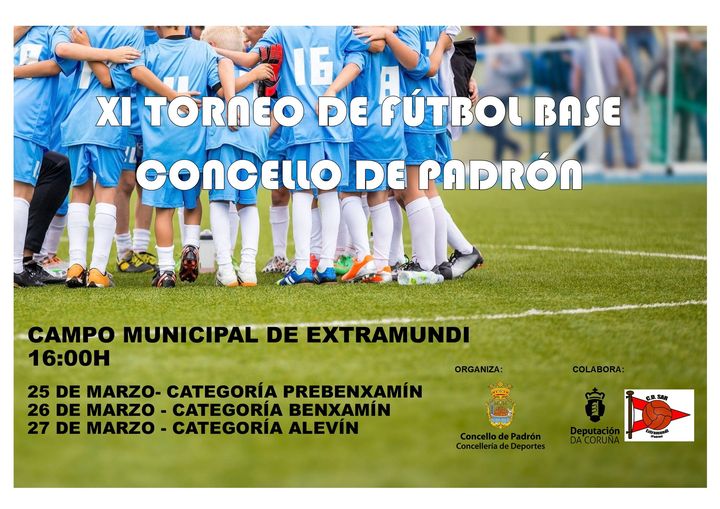 XI TORNEO DE FÚTBOL BASE
CONCELLO DE PADRÓN
16
CAMPO MUNICIPAL DE EXTRAMUNDI
16:00H
25 DE MARZO- CATEGORÍA PREBENXAMÍN
26 DE MARZO - CATEGORÍA BENXAMÍN
27 DE MARZO - CATEGORÍA ALEVÍN
ORGANIZA:
Concello de Padrón
Concellería de Deportes
COLABORA:
Deputación
DA CORUÑA
C.D. SAR